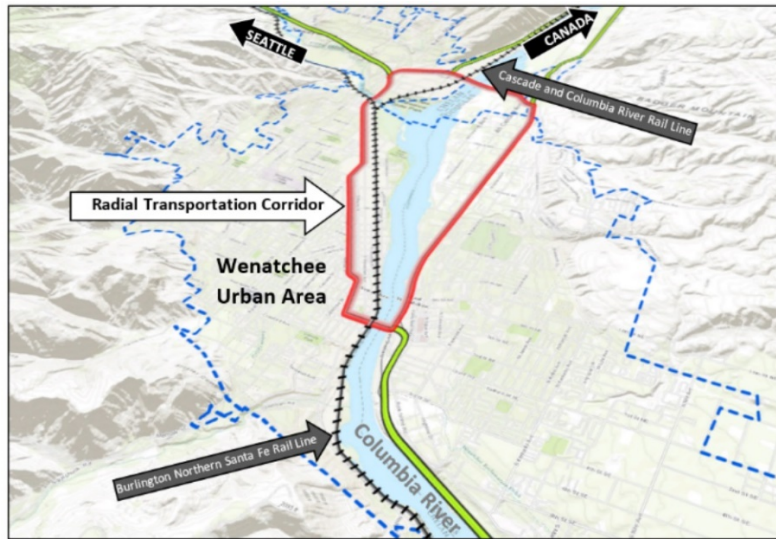 SEATTLE
CANADA
Cascade and Columbia River Rail Line
Radial Transportation Corridor
Wenatchee
Urban Area
Burlington Northern Santa Fe Rail Line
Columbia River